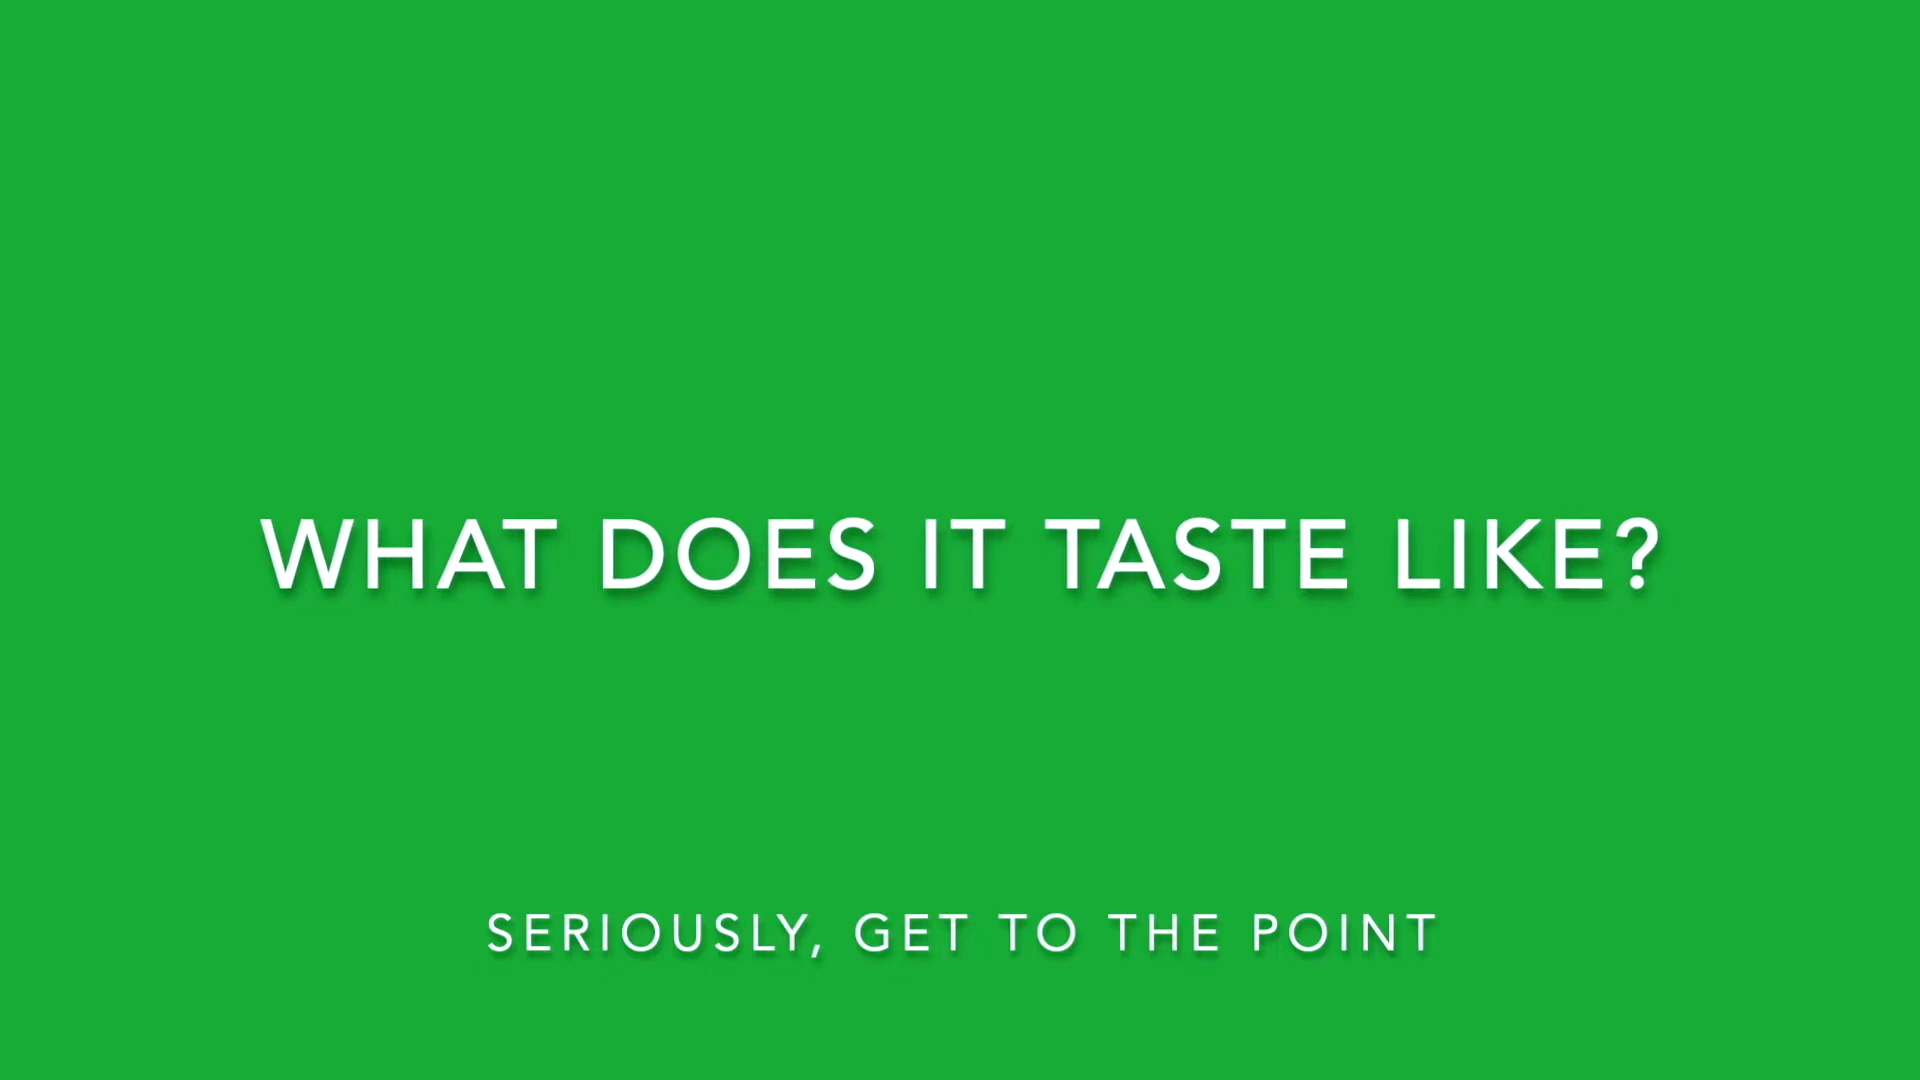 WHAT DOES IT TASTE LIKE?
SERIOUSLY, GET TO THE POINT